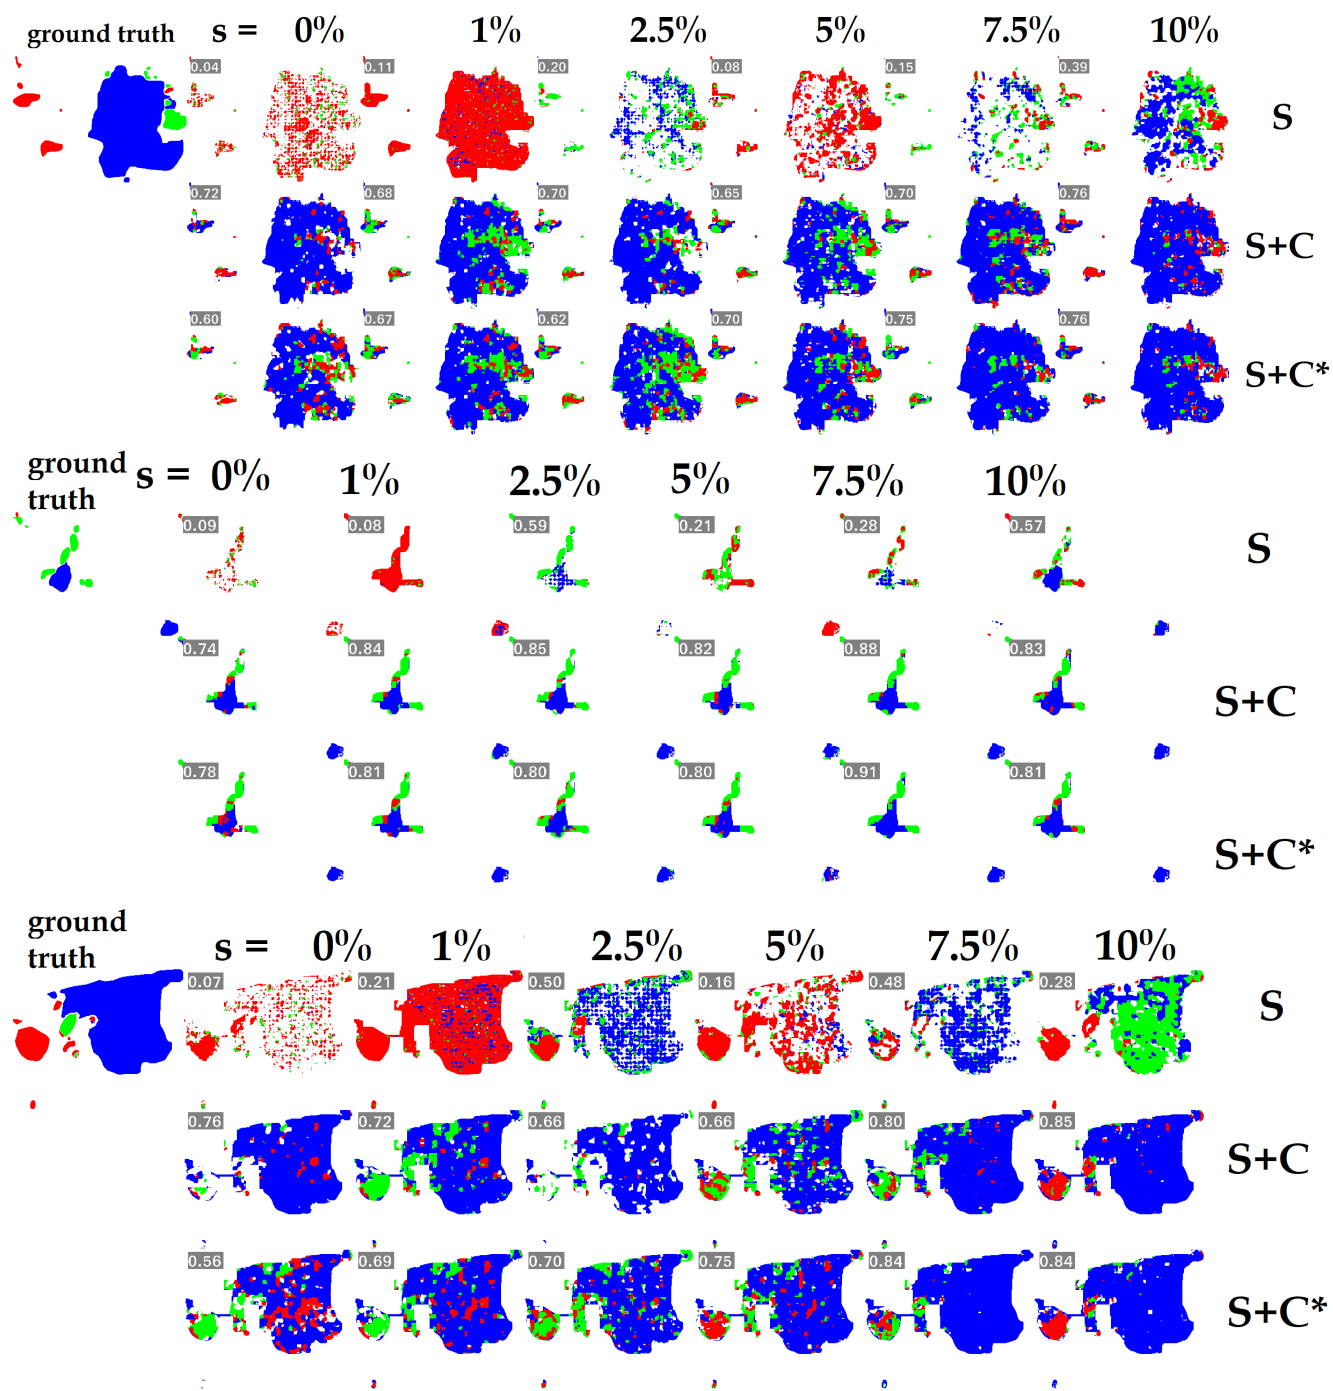 ground truth s = 0% 1% 2.5% 5% 7.5% 10%
0.04 0.11 0.20 0.08 0.15 0.39 S
0.72 0.68 0.70 0.65 0.70 0.76 S+C
0.60 0.67 0.62 0.70 0.75 0.76 S+C*
ground
truth s = 0% 1% 2.5% 5% 7.5% 10%
0.09 0.08 0.59 0.21 0.28 0.57 S
0.74 0.84 0.85 0.82 0.88 0.83 S+C
0.78 0.81 0.80 0.80 0.91 0.81 S+C*
ground
truth s = 0% 1% 2.5% 5% 7.5% 10%
0.07 0.21 0.50 0.16 0.48 0.28 S
0.76 0.72 0.66 0.66 0.80 0.85 S+C
0.56 0.69 0.70 0.75 0.84 0.84 S+C*